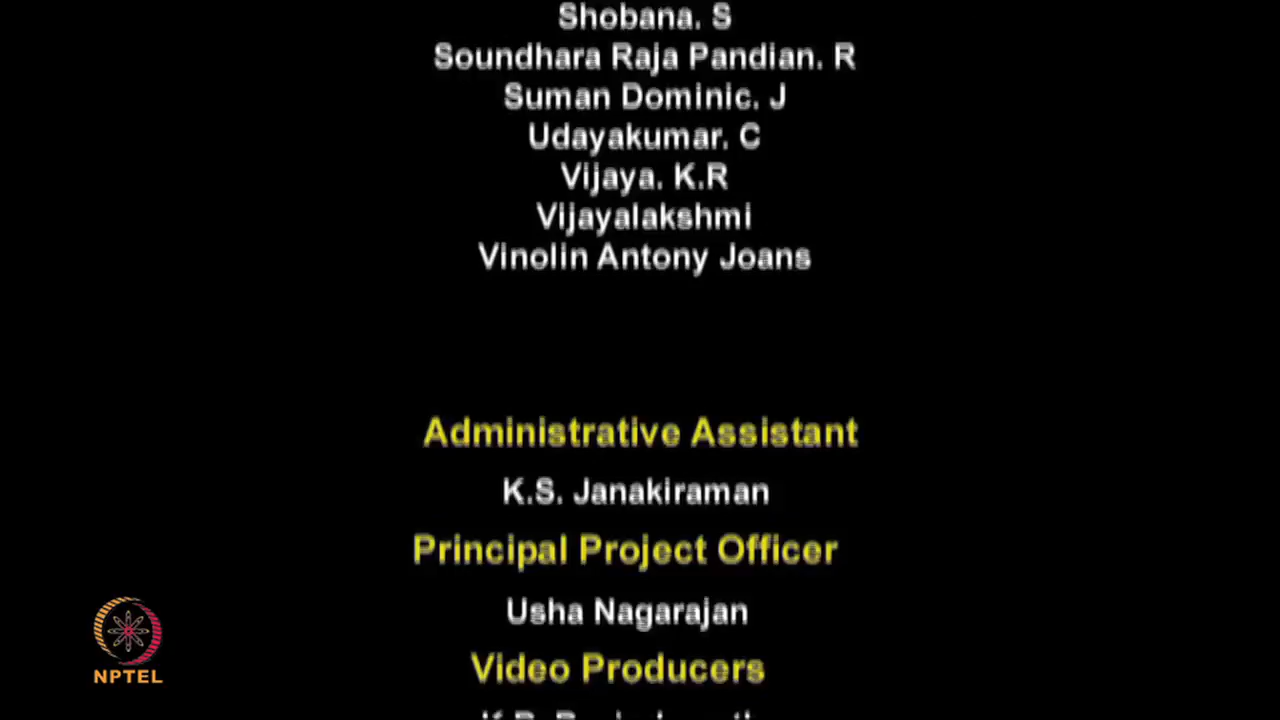 Shobana. S
Soundhara Raja Pandian. R
Suman Dominic. J
Udayakumar. C
Vijaya. K.R
Vijayalakshmi
Vinolin Antony Joans
Administrative Assistant
K.S. Janakiraman
Principal Project Officer
Usha Nagarajan
Video Producers
NPTEL